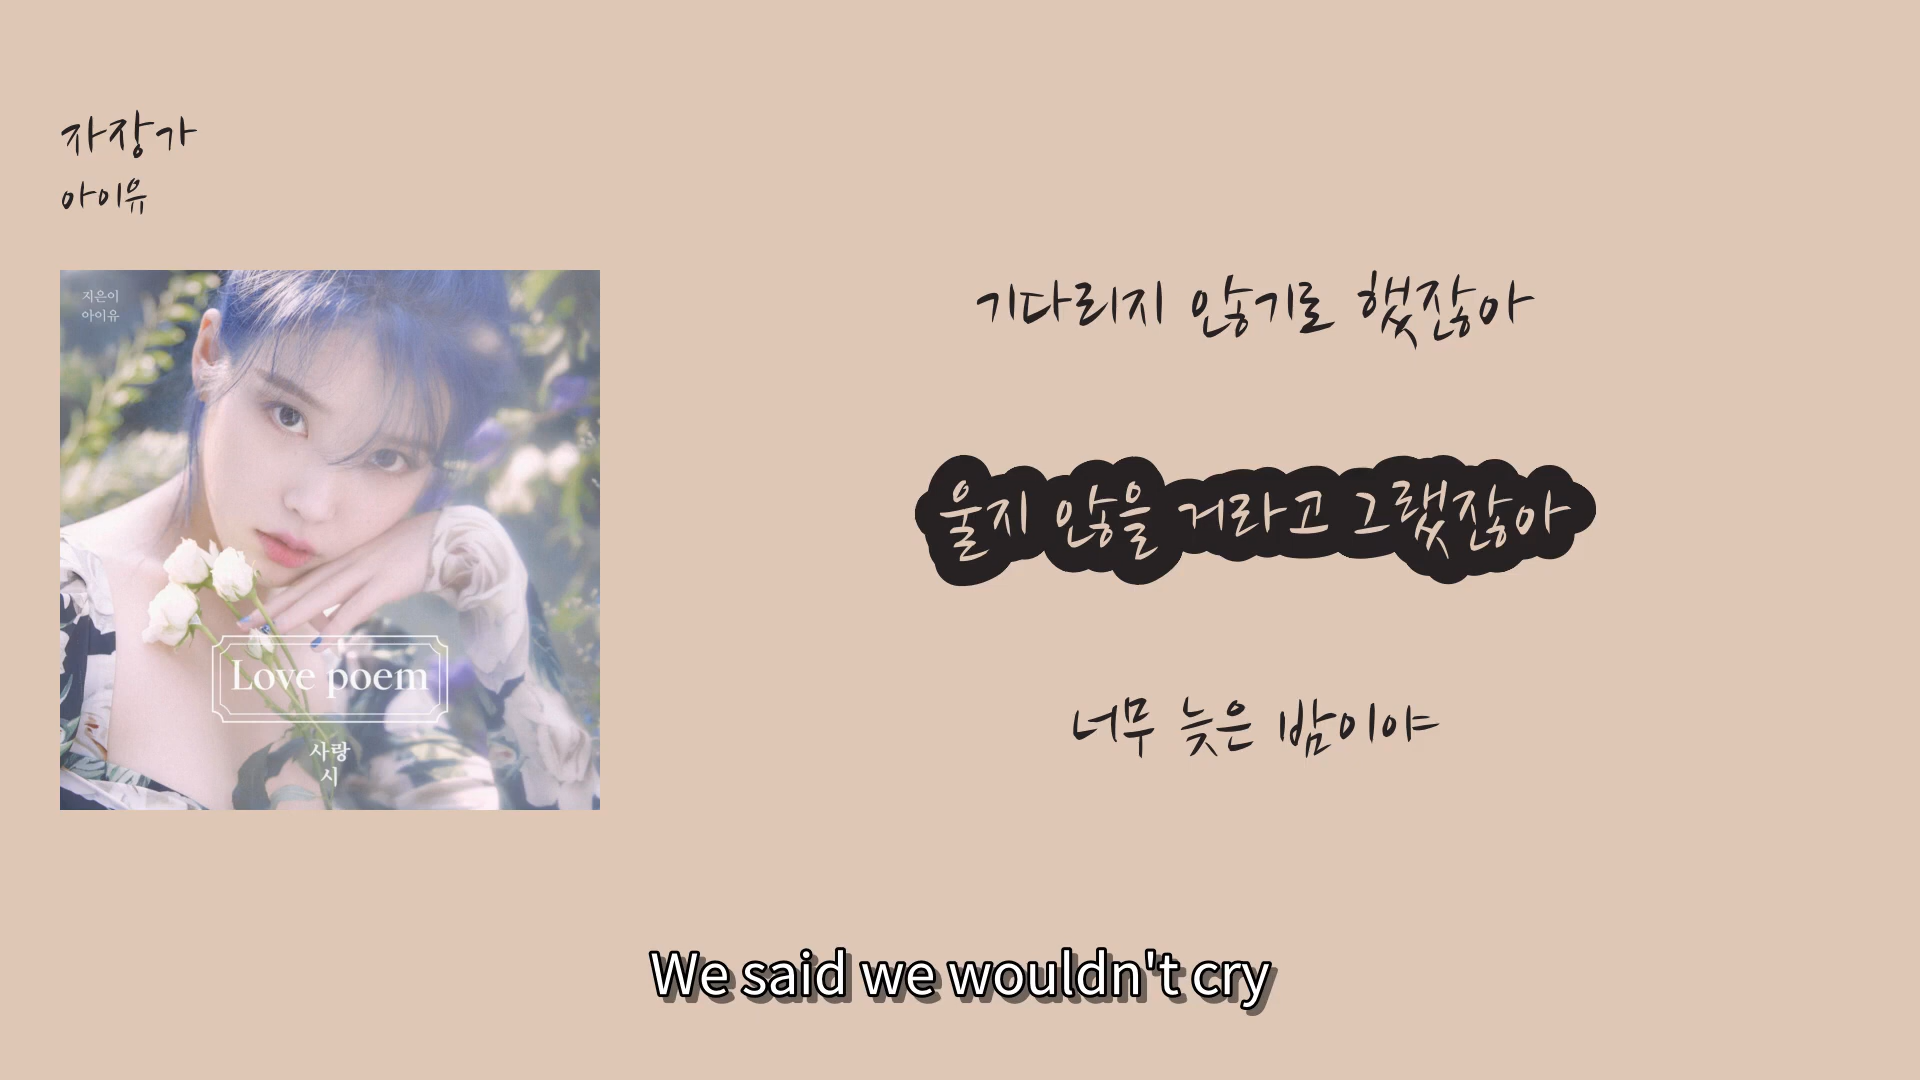 자장가
아이유
지은이
아이유
Love poem
사랑
시
기다리지 않기로 했잖아
울지 않을 거라고 그랬잖아
너무 늦은 밤이야
We said we wouldn't cry